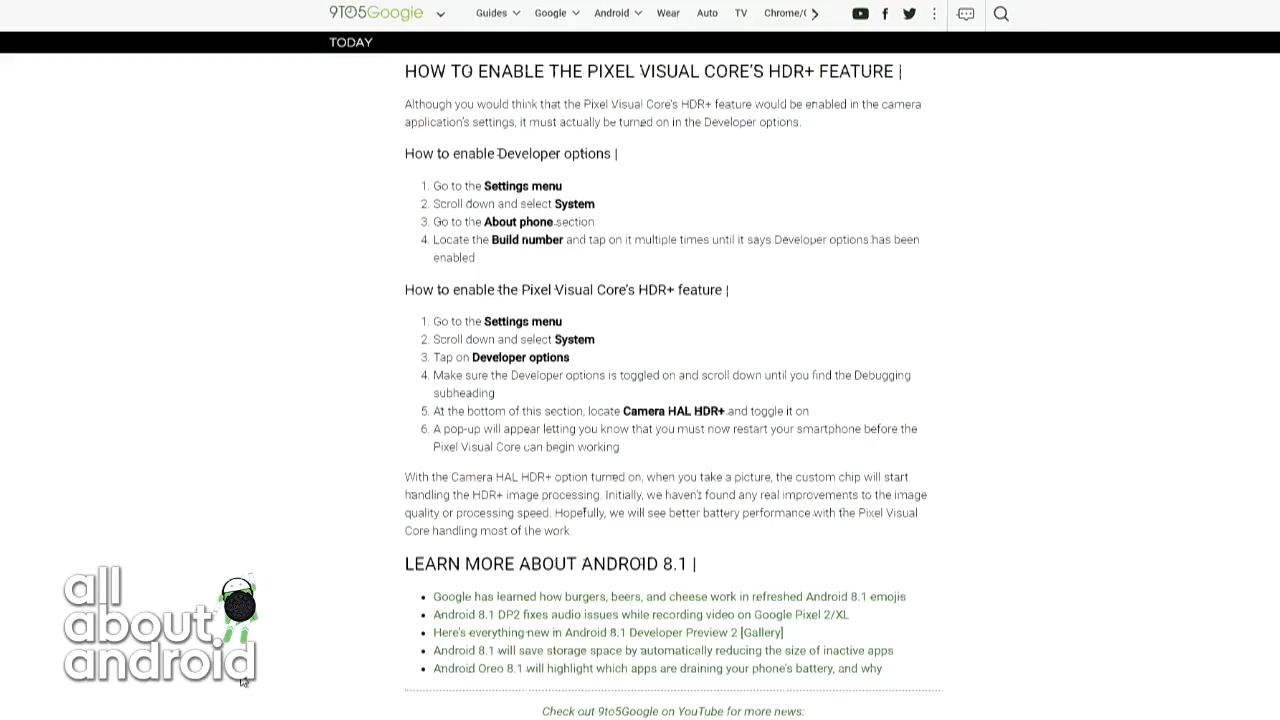 9TO5Google
Guides Google Android Wear Auto TV Chrome/
TODAY
HOW TO ENABLE THE PIXEL VISUAL CORE'S HDR+ FEATURE |
Although you would think that the Pixel Visual Core's HDR+ feature would be enabled in the camera
application's settings, it must actually be turned on in the Developer options.
How to enable Developer options |
1. Go to the Settings menu
2. Scroll down and select System
3. Go to the About phone section
4. Locate the Build number and tap on it multiple times until it says Developer options has been
enabled
How to enable the Pixel Visual Core's HDR+ feature |
1. Go to the Settings menu
2. Scroll down and select System
3. Tap on Developer options
4. Make sure the Developer options is toggled on and scroll down until you find the Debugging
subheading
5. At the bottom of this section, locate Camera HAL HDR+ and toggle it on
6. A pop-up will appear letting you know that you must now restart your smartphone before the
Pixel Visual Core can begin working
With the Camera HAL HDR+ option turned on, when you take a picture, the custom chip will start
handling the HDR+ image processing. Initially, we haven't found any real improvements to the image
quality or processing speed. Hopefully, we will see better battery performance with the Pixel Visual
Core handling most of the work.
LEARN MORE ABOUT ANDROID 8.1 |
• Google has learned how burgers, beers, and cheese work in refreshed Android 8.1 emojis
• Android 8.1 DP2 fixes audio issues while recording video on Google Pixel 2/XL
• Here's everything new in Android 8.1 Developer Preview 2 [Gallery]
• Android 8.1 will save storage space by automatically reducing the size of inactive apps
• Android Oreo 8.1 will highlight which apps are draining your phone's battery, and why
Check out 9to5Google on YouTube for more news:
all
about
android